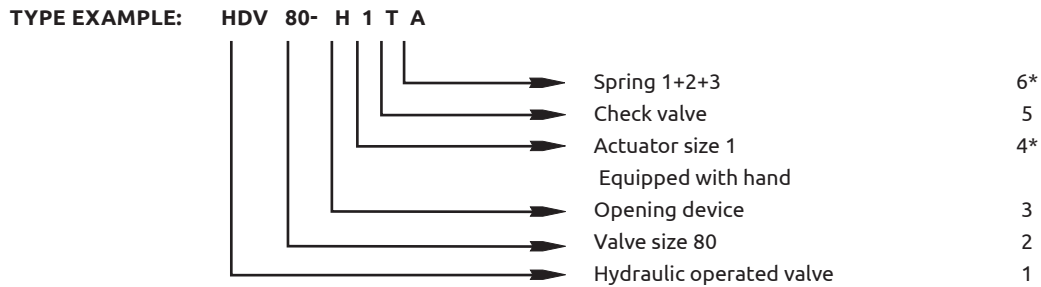 TYPE EXAMPLE: HDV 80- H 1 T A
Spring 1+2+3 6*
Check valve 5
Actuator size 1 4*
Equipped with hand
Opening device 3
Valve size 80 2
Hydraulic operated valve 1